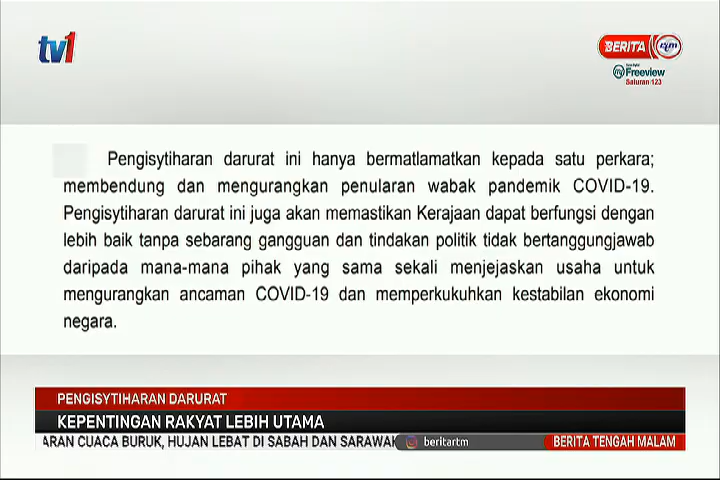 tv1
BERITA rtm
myFreeview
Saluran 123
Pengisytiharan darurat ini hanya bermatlamatkan kepada satu perkara;
membendung dan mengurangkan penularan wabak pandemik COVID-19.
Pengisytiharan darurat ini juga akan memastikan Kerajaan dapat berfungsi dengan
lebih baik tanpa sebarang gangguan dan tindakan politik tidak bertanggungjawab
daripada mana-mana pihak yang sama sekali menjejaskan usaha untuk
mengurangkan ancaman COVID-19 dan memperkukuhkan kestabilan ekonomi
negara.
PENGISYTIHARAN DARURAT
KEPENTINGAN RAKYAT LEBIH UTAMA
ARAN CUACA BURUK, HUJAN LEBAT DI SABAH DAN SARAWAK beritartm BERITA TENGAH MALAM